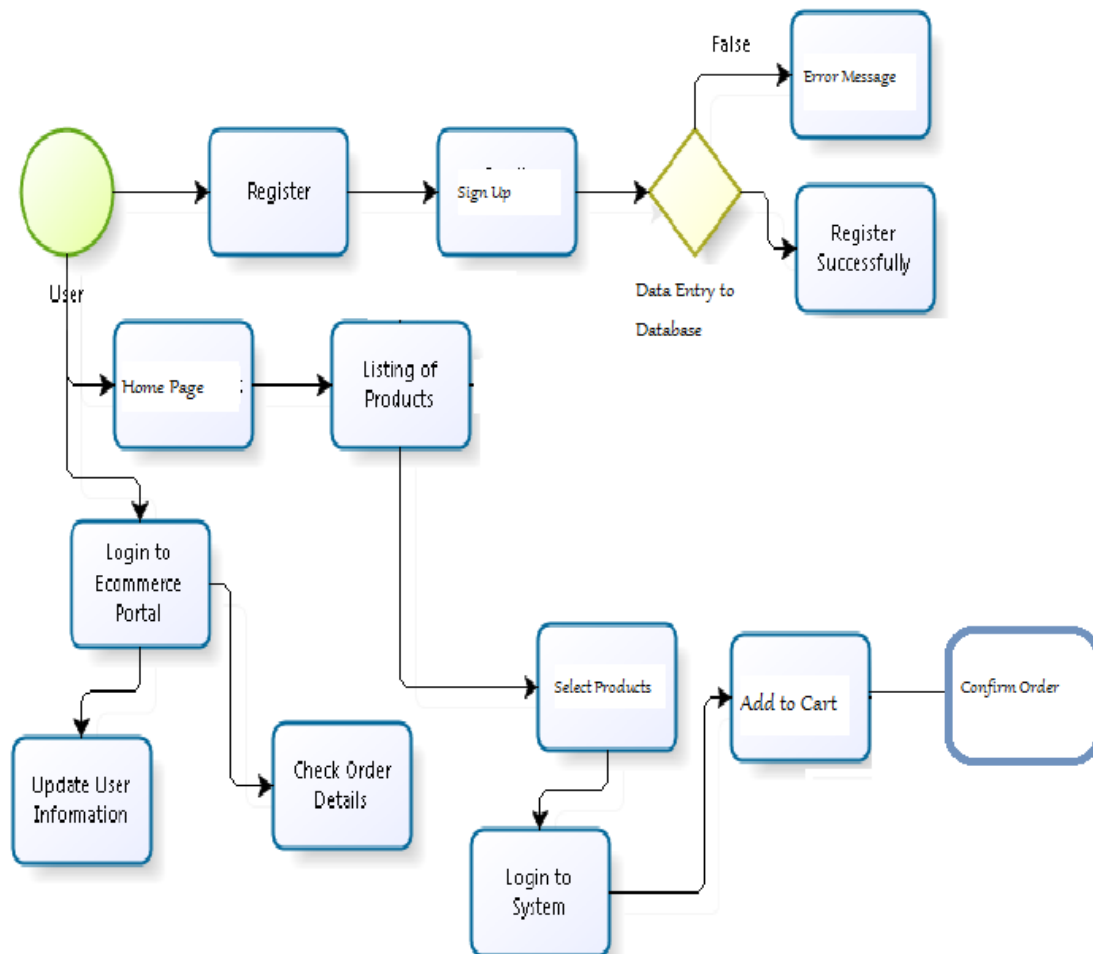 False
Error Message
Register
Sign Up
Register
Successfully
User
Data Entry to
Database
Home Page
Listing of
Products
Login to
Ecommerce
Portal
Select Products
Add to Cart
Confirm Order
Update User
Information
Check Order
Details
Login to
System